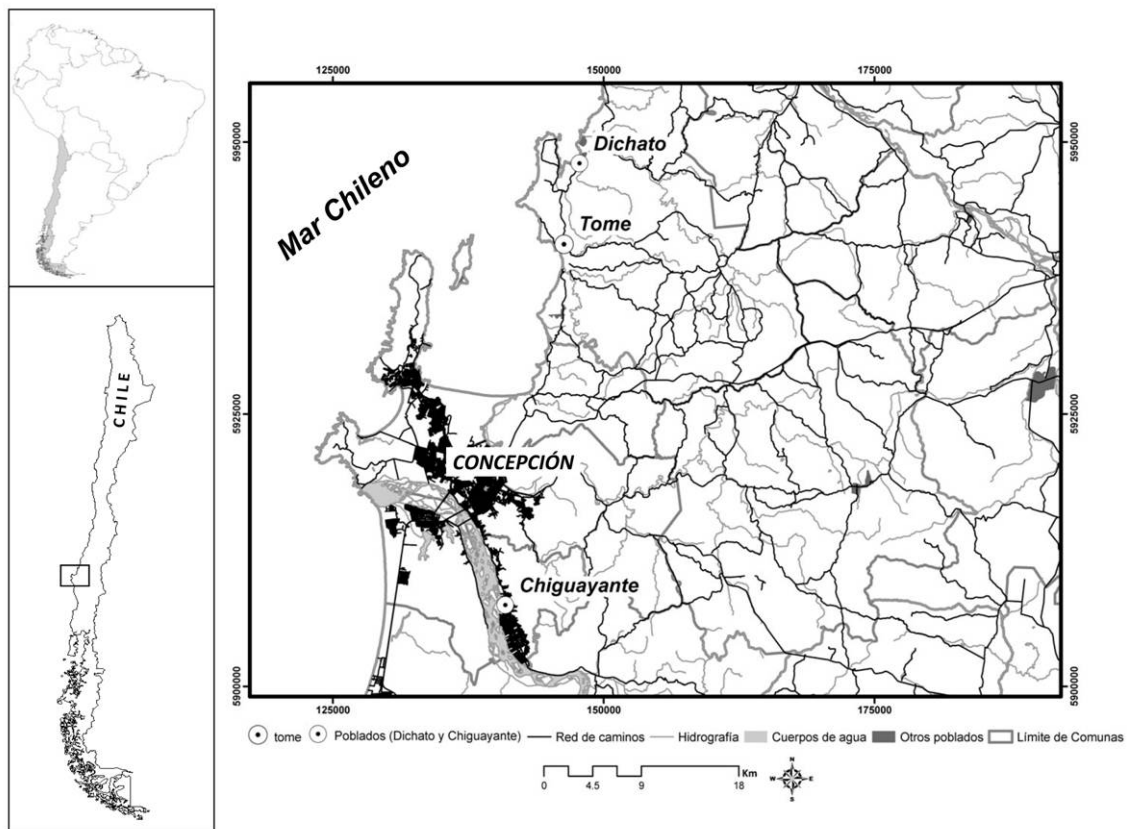 CHILE
125000
150000
175000
5950000
5950000
Dichato
Mar Chileno
Tome
5925000
5925000
CONCEPCIÓN
Chiguayante
5900000
5900000
125000
150000
175000
tome Poblados (Dichato y Chiguayante) Red de caminos Hidrografía Cuerpos de agua Otros poblados Límite de Comunas
Km
0 4.5 9 18
N
W E
S